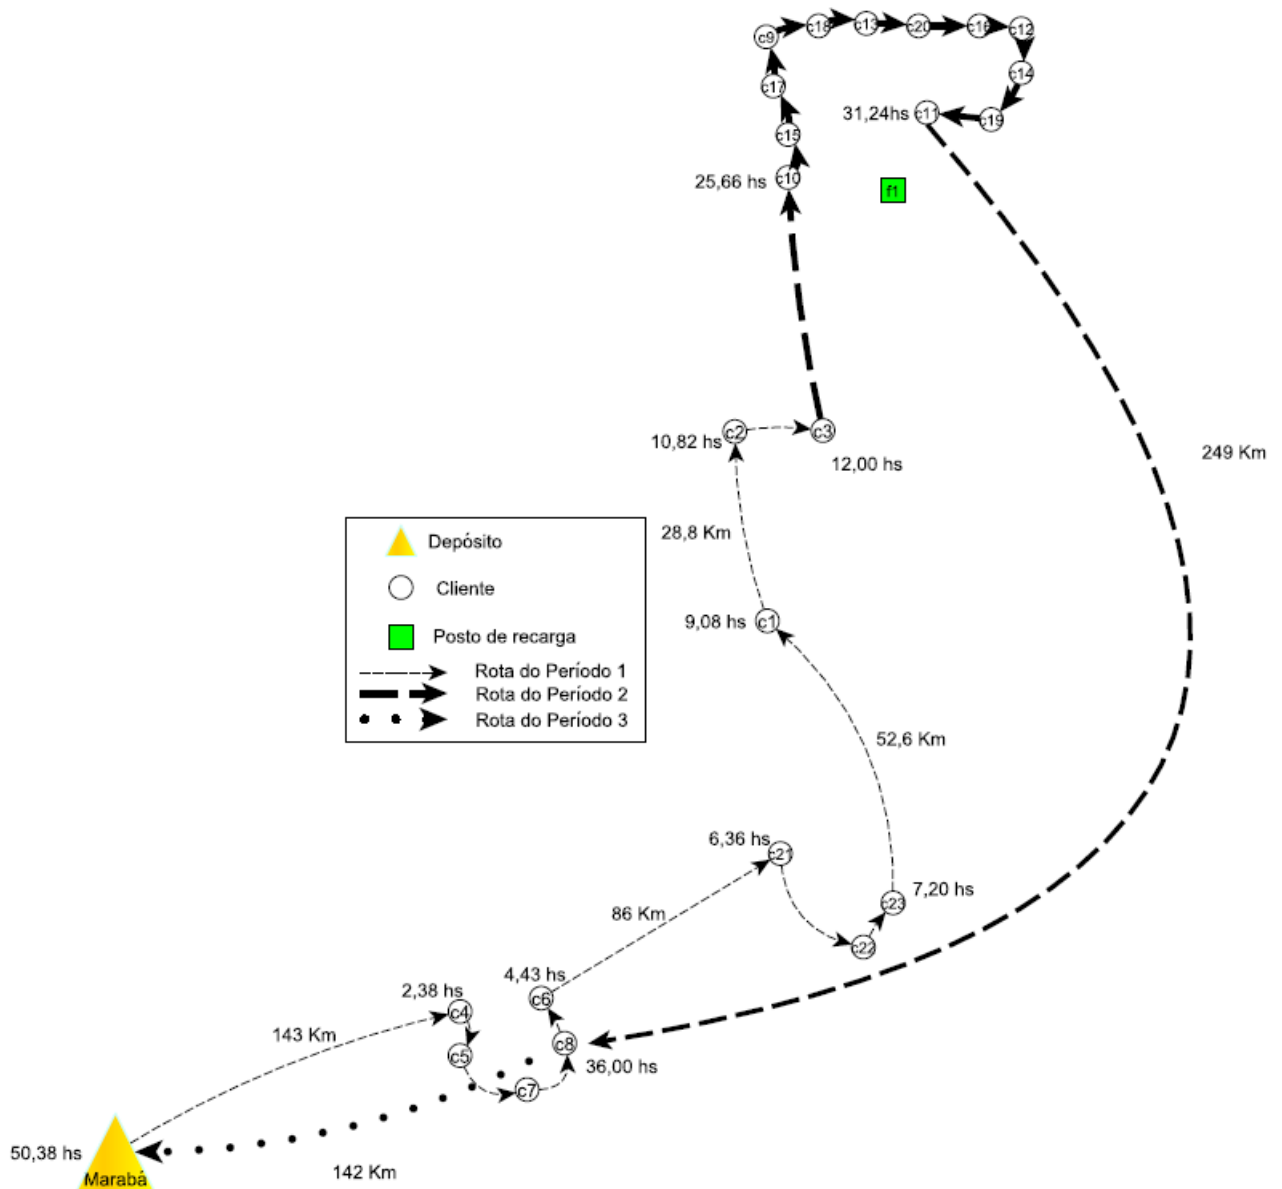 c9
c18
c13
c20
c16
c12
c17
c14
31,24hs
c11
c19
c15
25,66 hs
c10
f1
10,82 hs
c2
c3
12,00 hs
249 Km
28,8 Km
Depósito
Cliente
Posto de recarga
Rota do Período 1
Rota do Período 2
Rota do Período 3
9,08 hs
c1
52,6 Km
6,36 hs
c21
7,20 hs
c23
86 Km
c22
4,43 hs
c6
2,38 hs
c4
143 Km
c5
c8
36,00 hs
c7
50,38 hs
Marabá
142 Km